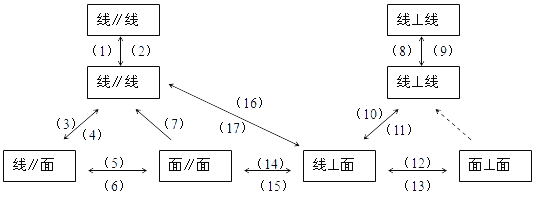 线∥线 线⊥线
（1） （2） （8） （9）
线∥线 线⊥线
（16）
（3） （7） （17） （10）
（4） （11）
线∥面 （5） 面∥面 （14） 线⊥面 （12） 面⊥面
（6） （15） （13）